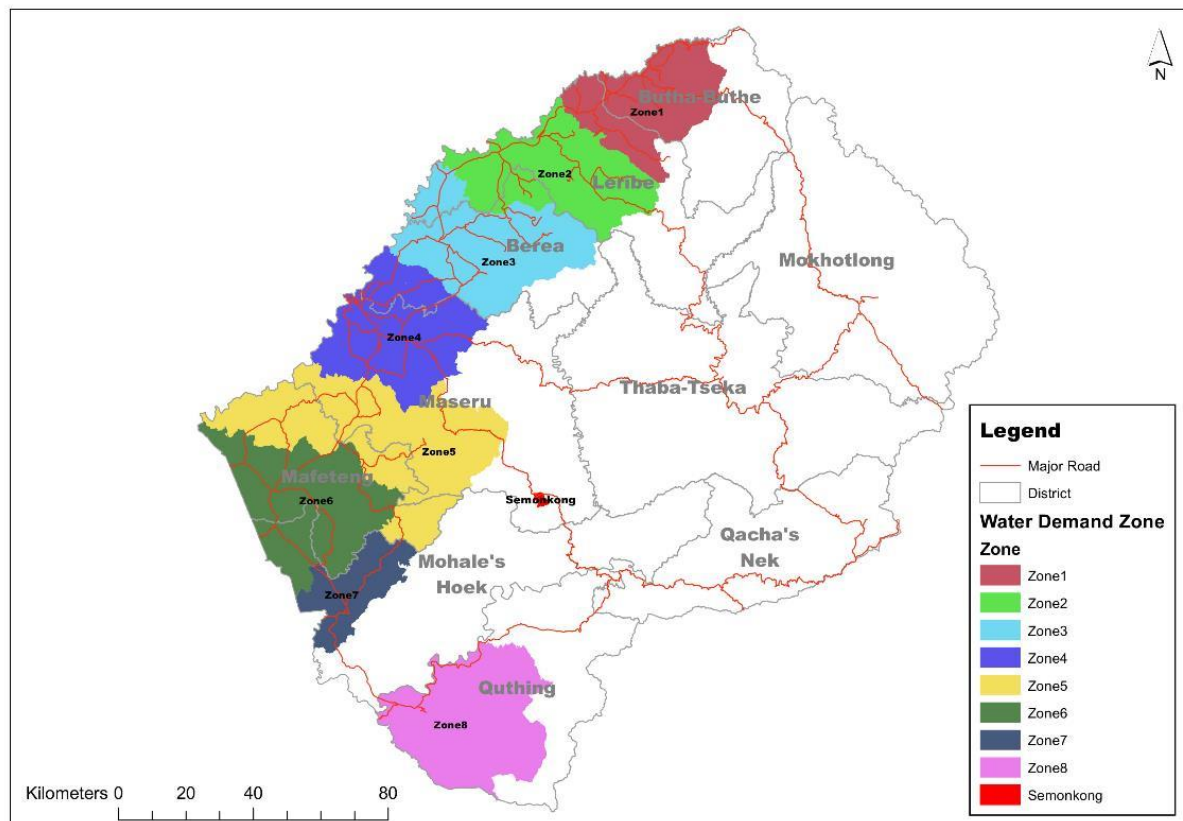 N
Butha-Buthe
Zone1
Zone2
Leribe
Berea
Zone3
Mokhotlong
Zone4
Thaba-Tseka
Maseru
Zone5
Mafeteng
Zone6
Semonkong
Qacha's
Nek
Mohale's
Hoek
Zone7
Quthing
Zone8
Kilometers 0 20 40 80
Legend
Major Road
District
Water Demand Zone
Zone
Zone1
Zone2
Zone3
Zone4
Zone5
Zone6
Zone7
Zone8
Semonkong